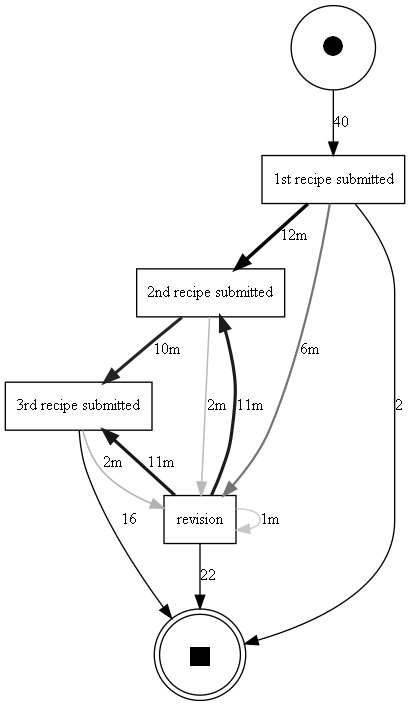 40
1st recipe submitted
12m
2nd recipe submitted
10m
2m
11m
6m
2
3rd recipe submitted
2m
11m
16
revision
1m
22